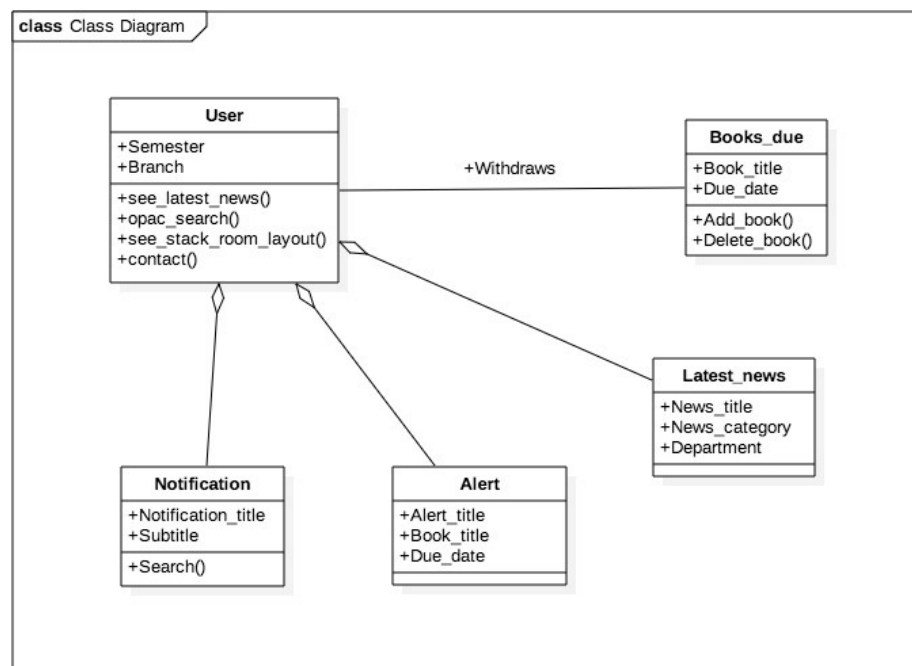 class Class Diagram
User
+Semester
+Branch
+see_latest_news()
+opac_search()
+see_stack_room_layout()
+contact()
+Withdraws
Books_due
+Book_title
+Due_date
+Add_book()
+Delete_book()
Latest_news
+News_title
+News_category
+Department
Notification
+Notification_title
+Subtitle
+Search()
Alert
+Alert_title
+Book_title
+Due_date